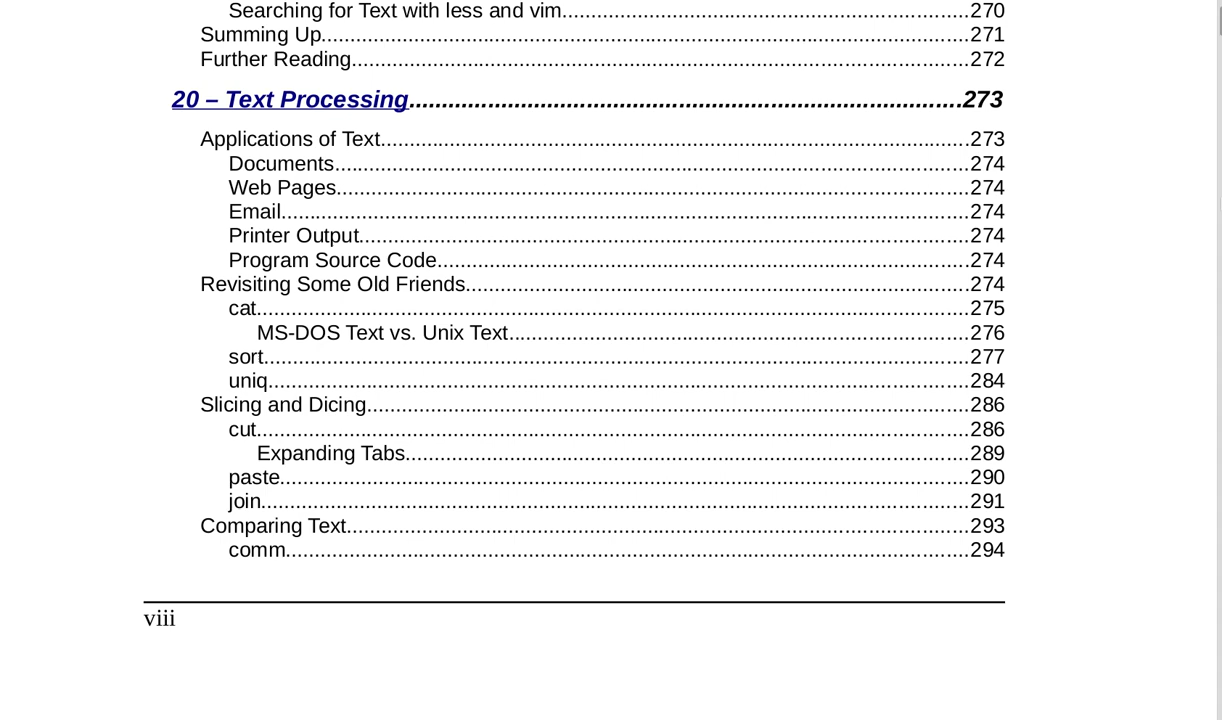 Searching for Text with less and vim.......................................................................270
Summing Up.............................................................................................................271
Further Reading........................................................................................................272
20 – Text Processing.....................................................................................273
Applications of Text...................................................................................................273
Documents...........................................................................................................274
Web Pages...........................................................................................................274
Email.....................................................................................................................274
Printer Output.......................................................................................................274
Program Source Code.........................................................................................274
Revisiting Some Old Friends.....................................................................................274
cat.........................................................................................................................275
MS-DOS Text vs. Unix Text..............................................................................276
sort........................................................................................................................277
uniq.......................................................................................................................284
Slicing and Dicing......................................................................................................286
cut.........................................................................................................................286
Expanding Tabs................................................................................................289
paste.....................................................................................................................290
join........................................................................................................................291
Comparing Text.........................................................................................................293
comm....................................................................................................................294
viii